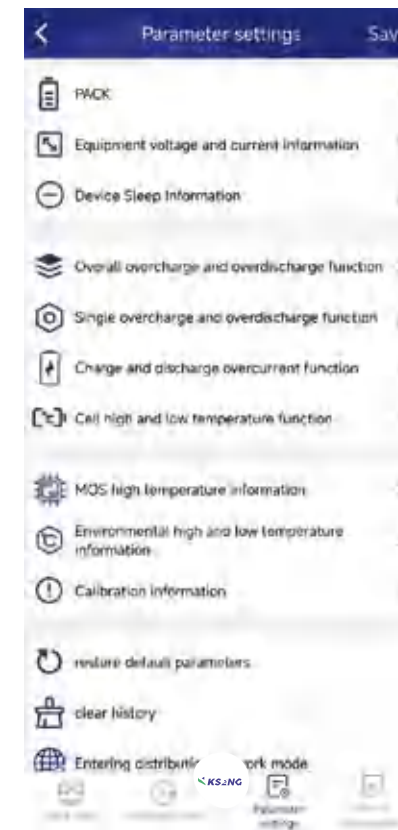 Parameter settings Sav
PACK
Equipment voltage and current information
Device Sleep Information
Overall overcharge and overdischarge function
Single overcharge and overdischarge function
Charge and discharge overcurrent function
Cell high and low temperature function
MOS high temperature information
Environmental high and low temperature
information
Calibration information
restore default parameters
clear history
Entering distributi ork mode
Parameter
settings